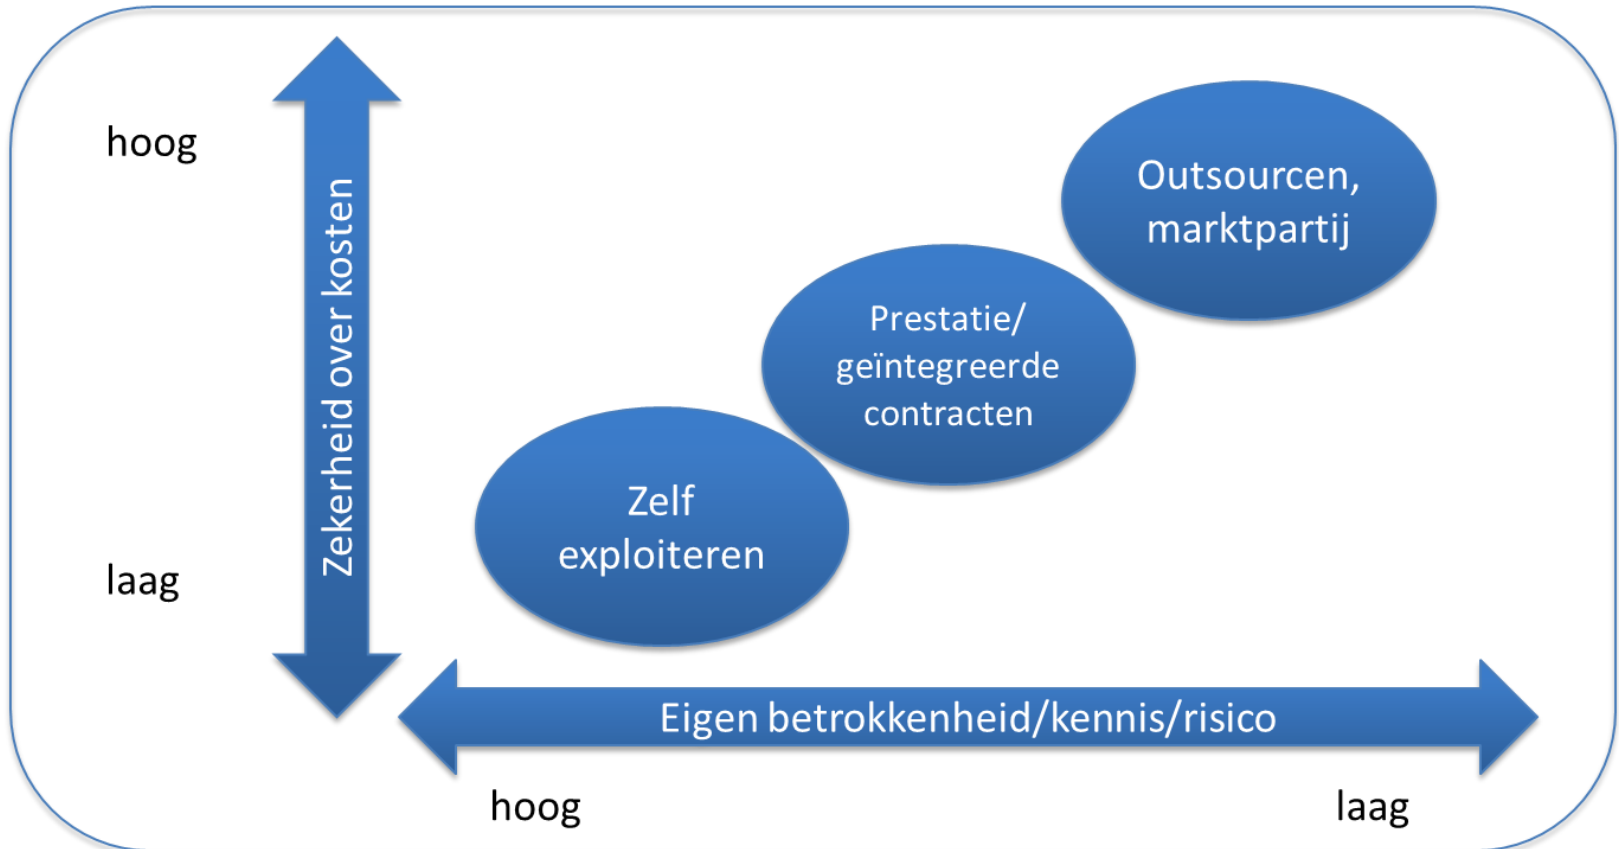 hoog
Zekerheid over kosten
laag
Outsourcen,
marktpartij
Prestatie/
geïntegreerde
contracten
Zelf
exploiteren
Eigen betrokkenheid/kennis/risico
hoog
laag